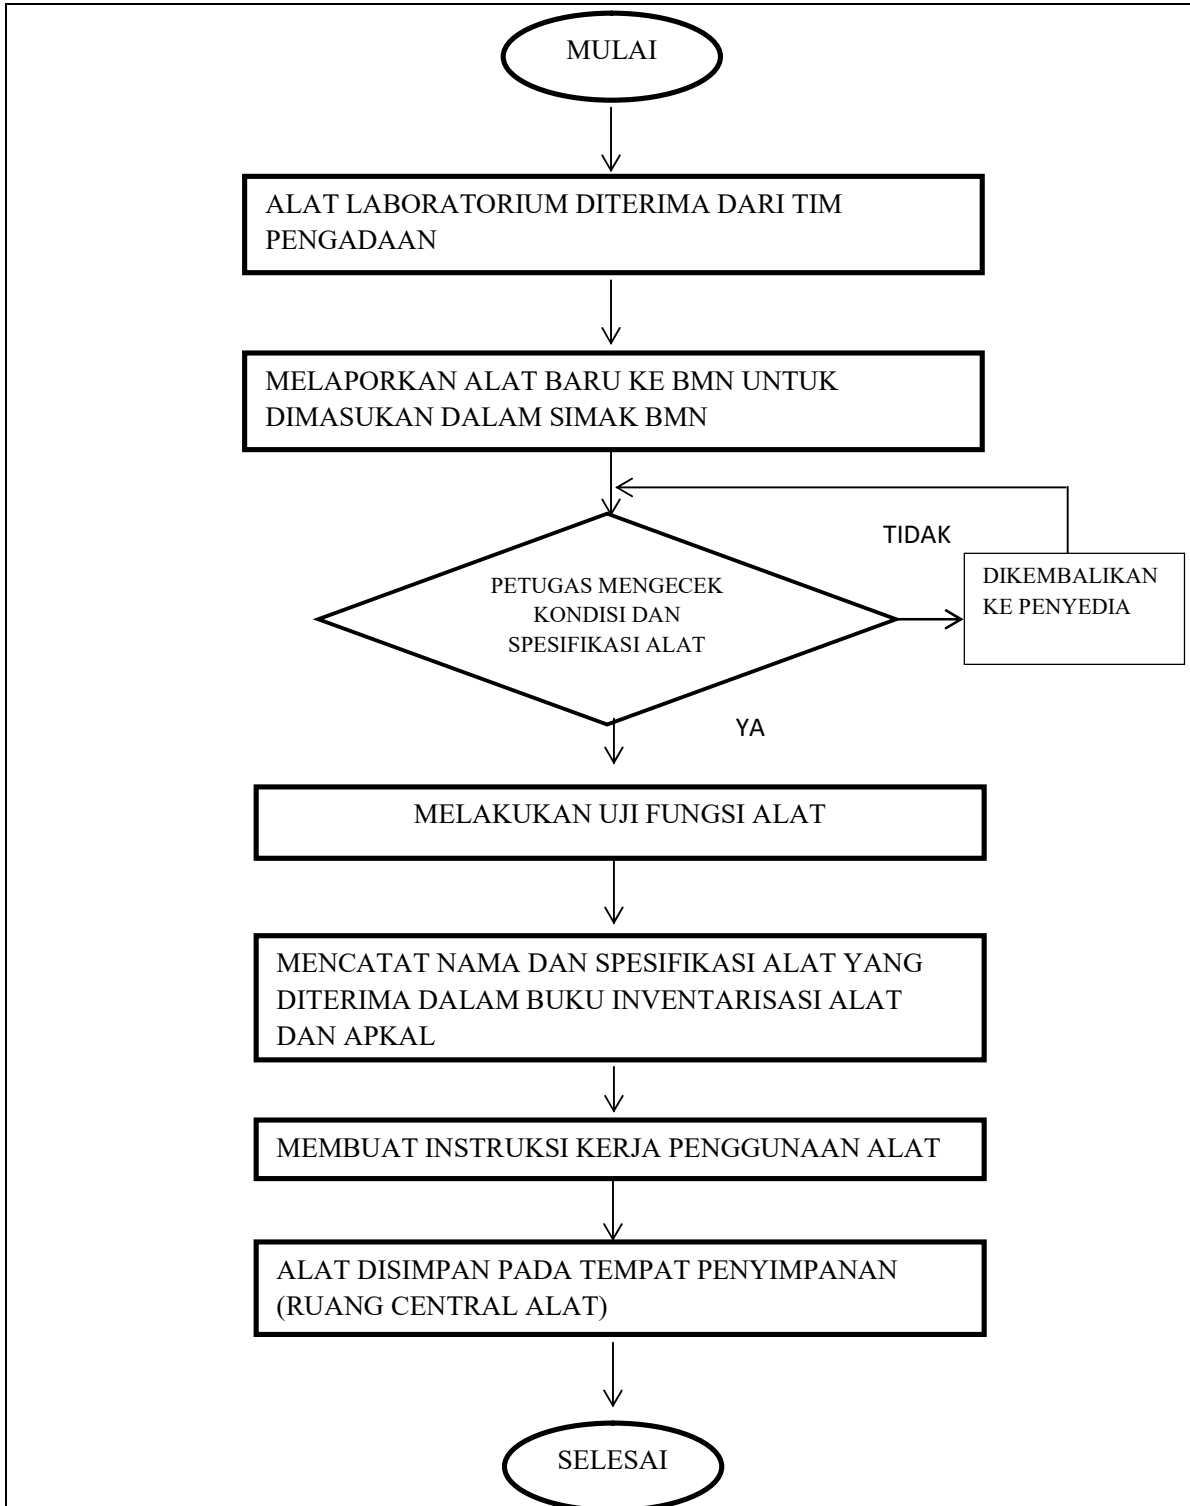 MULAI
ALAT LABORATORIUM DITERIMA DARI TIM
PENGADAAN
MELAPORKAN ALAT BARU KE BMN UNTUK
DIMASUKAN DALAM SIMAK BMN
TIDAK
PETUGAS MENGECEK
KONDISI DAN
SPESIFIKASI ALAT
DIKEMBALIKAN
KE PENYEDIA
YA
MELAKUKAN UJI FUNGSI ALAT
MENCATAT NAMA DAN SPESIFIKASI ALAT YANG
DITERIMA DALAM BUKU INVENTARISASI ALAT
DAN APKAL
MEMBUAT INSTRUKSI KERJA PENGGUNAAN ALAT
ALAT DISIMPAN PADA TEMPAT PENYIMPANAN
(RUANG CENTRAL ALAT)
SELESAI